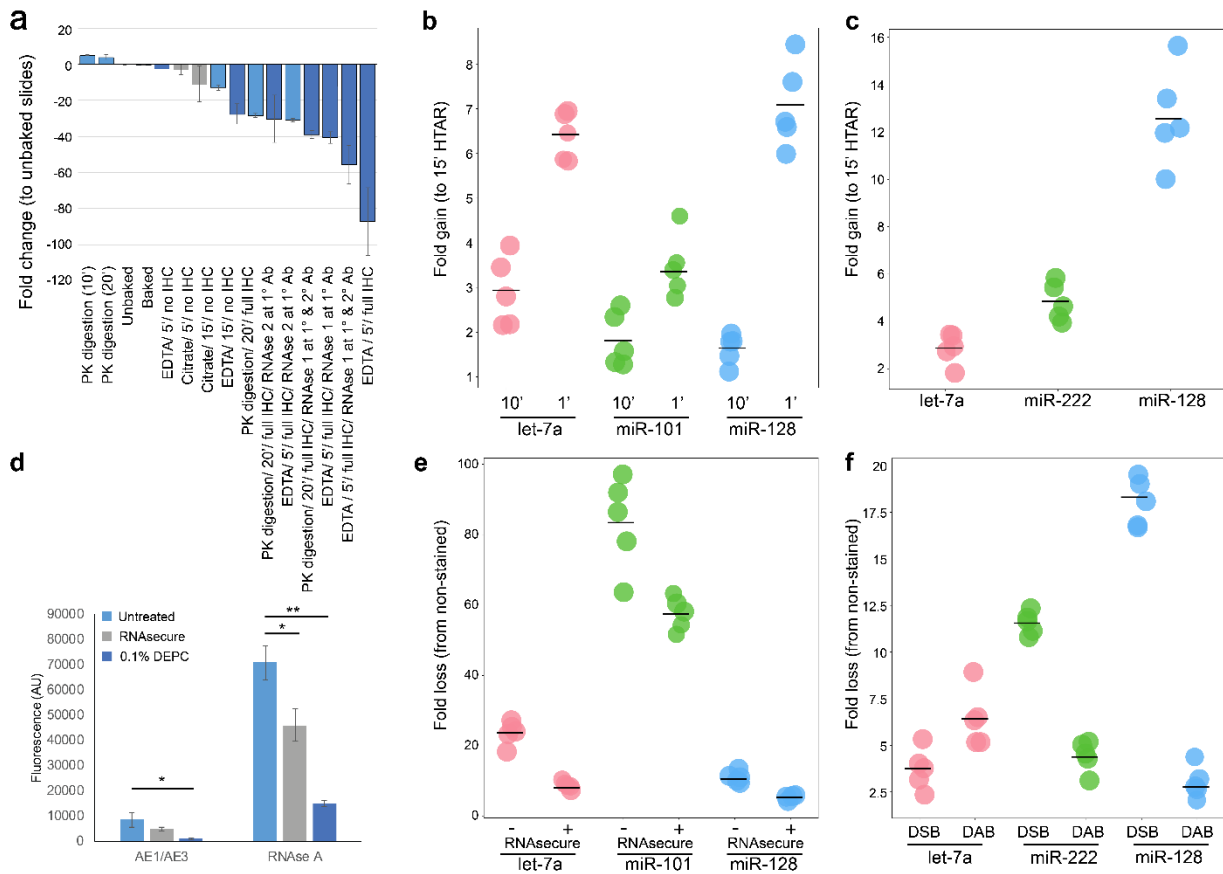 a
Fold change (to unbaked slides)
20
0
-20
-40
-60
-80
-100
-120
PK digestion (10')
PK digestion (20')
Unbaked
Baked
EDTA/ 5'/ no IHC
Citrate/ 5'/ no IHC
Citrate/ 15'/ no IHC
EDTA/ 15'/ no IHC
PK digestion/ 20'/ full IHC
PK digestion/ 20'/ full IHC/ RNAse 2 at 1° Ab
EDTA/ 5'/ full IHC/ RNAse 2 at 1° Ab
PK digestion/ 20'/ full IHC/ RNAse 1 at 1° & 2° Ab
EDTA/ 5'/ full IHC/ RNAse 1 at 1° Ab
EDTA / 5'/ full IHC/ RNAse 1 at 1° & 2° Ab
EDTA / 5'/ full IHC
b
Fold gain (to 15' HTAR)
8
7
6
5
4
3
2
1
10' 1' 10' 1' 10' 1'
let-7a miR-101 miR-128
c
Fold gain (to 15' HTAR)
16
14
12
10
8
6
4
2
let-7a miR-222 miR-128
d
Fluorescence (AU)
90000
80000
70000
60000
50000
40000
30000
20000
10000
0
Untreated
RNAsecure
0.1% DEPC
*
**
*
AE1/AE3 RNAse A
e
Fold loss (from non-stained)
100
80
60
40
20
0
- + - + - +
RNAsecure RNAsecure RNAsecure
let-7a miR-101 miR-128
f
Fold loss (from non-stained)
20
17.5
15
12.5
10
7.5
5
2.5
DSB DAB DSB DAB DSB DAB
let-7a miR-222 miR-128